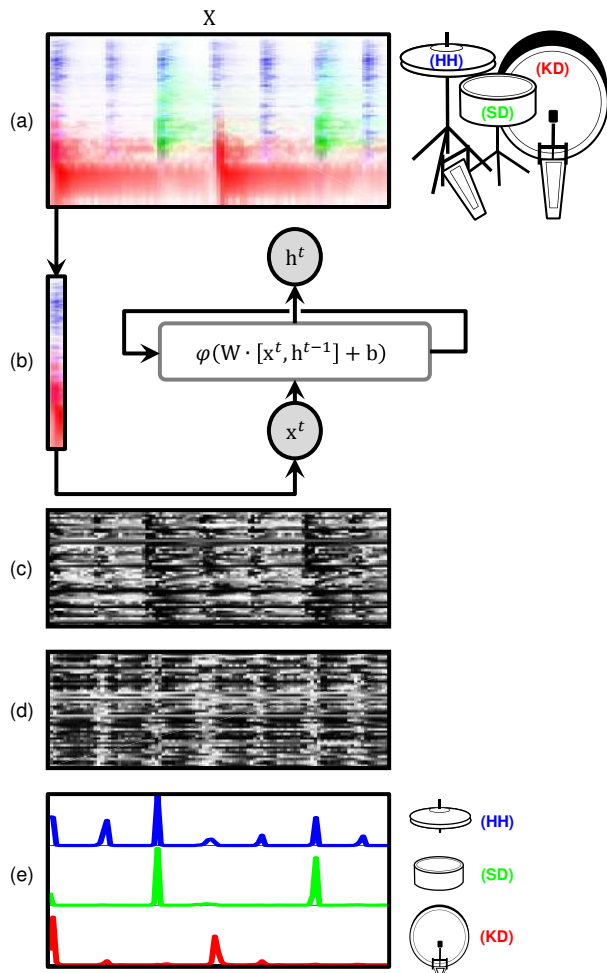 X
(a)
(HH)
(KD)
(SD)
h^t
(b)
φ(W · [x^t, h^{t−1}] + b)
x^t
(c)
(d)
(e)
(HH)
(SD)
(KD)